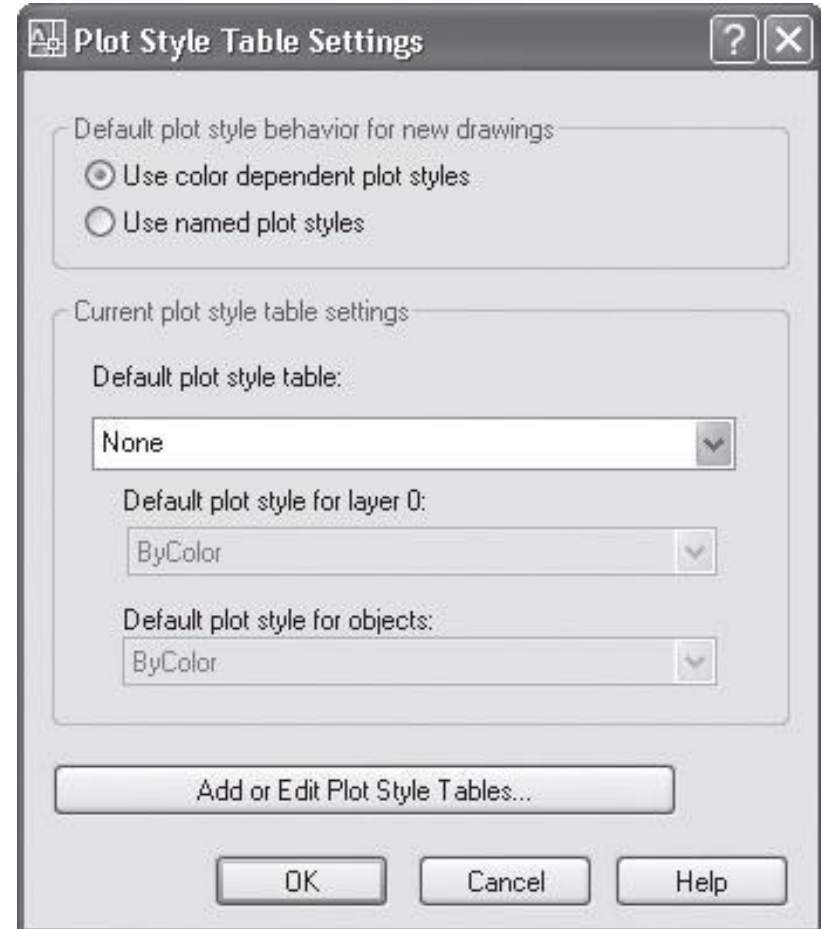 Plot Style Table Settings
Default plot style behavior for new drawings
Use color dependent plot styles
Use named plot styles
Current plot style table settings
Default plot style table:
None
Default plot style for layer 0:
ByColor
Default plot style for objects:
ByColor
Add or Edit Plot Style Tables...
OK Cancel Help